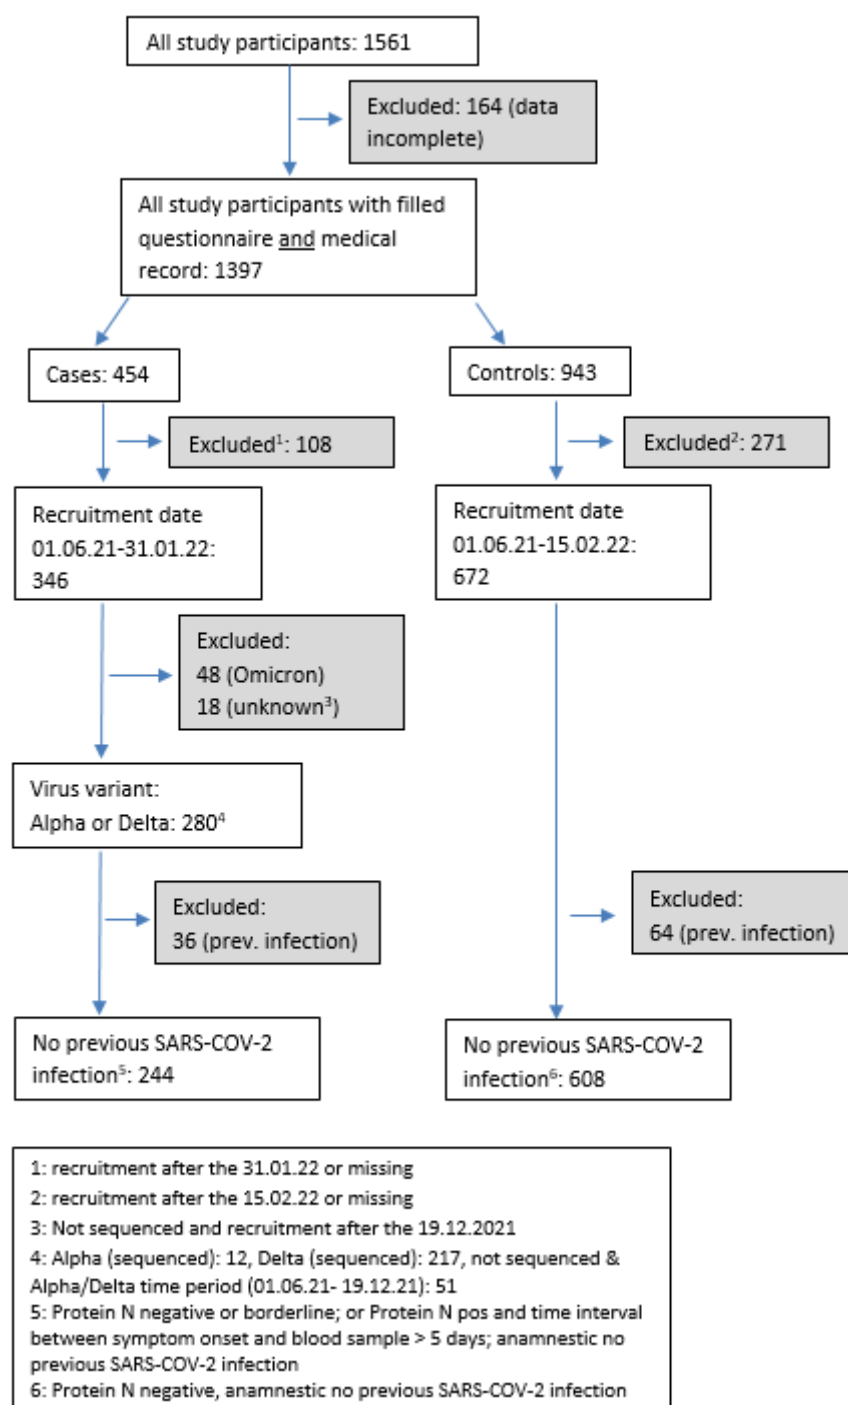 All study participants: 1561
Excluded: 164 (data
incomplete)
All study participants with filled
questionnaire and medical
record: 1397
Cases: 454
Controls: 943
Excluded¹: 108
Excluded²: 271
Recruitment date
01.06.21-31.01.22:
346
Recruitment date
01.06.21-15.02.22:
672
Excluded:
48 (Omicron)
18 (unknown³)
Virus variant:
Alpha or Delta: 280⁴
Excluded:
36 (prev. infection)
Excluded:
64 (prev. infection)
No previous SARS-COV-2
infection⁵: 244
No previous SARS-COV-2
infection⁶: 608
1: recruitment after the 31.01.22 or missing
2: recruitment after the 15.02.22 or missing
3: Not sequenced and recruitment after the 19.12.2021
4: Alpha (sequenced): 12, Delta (sequenced): 217, not sequenced &
Alpha/Delta time period (01.06.21- 19.12.21): 51
5: Protein N negative or borderline; or Protein N pos and time interval
between symptom onset and blood sample > 5 days; anamnestic no
previous SARS-COV-2 infection
6: Protein N negative, anamnestic no previous SARS-COV-2 infection